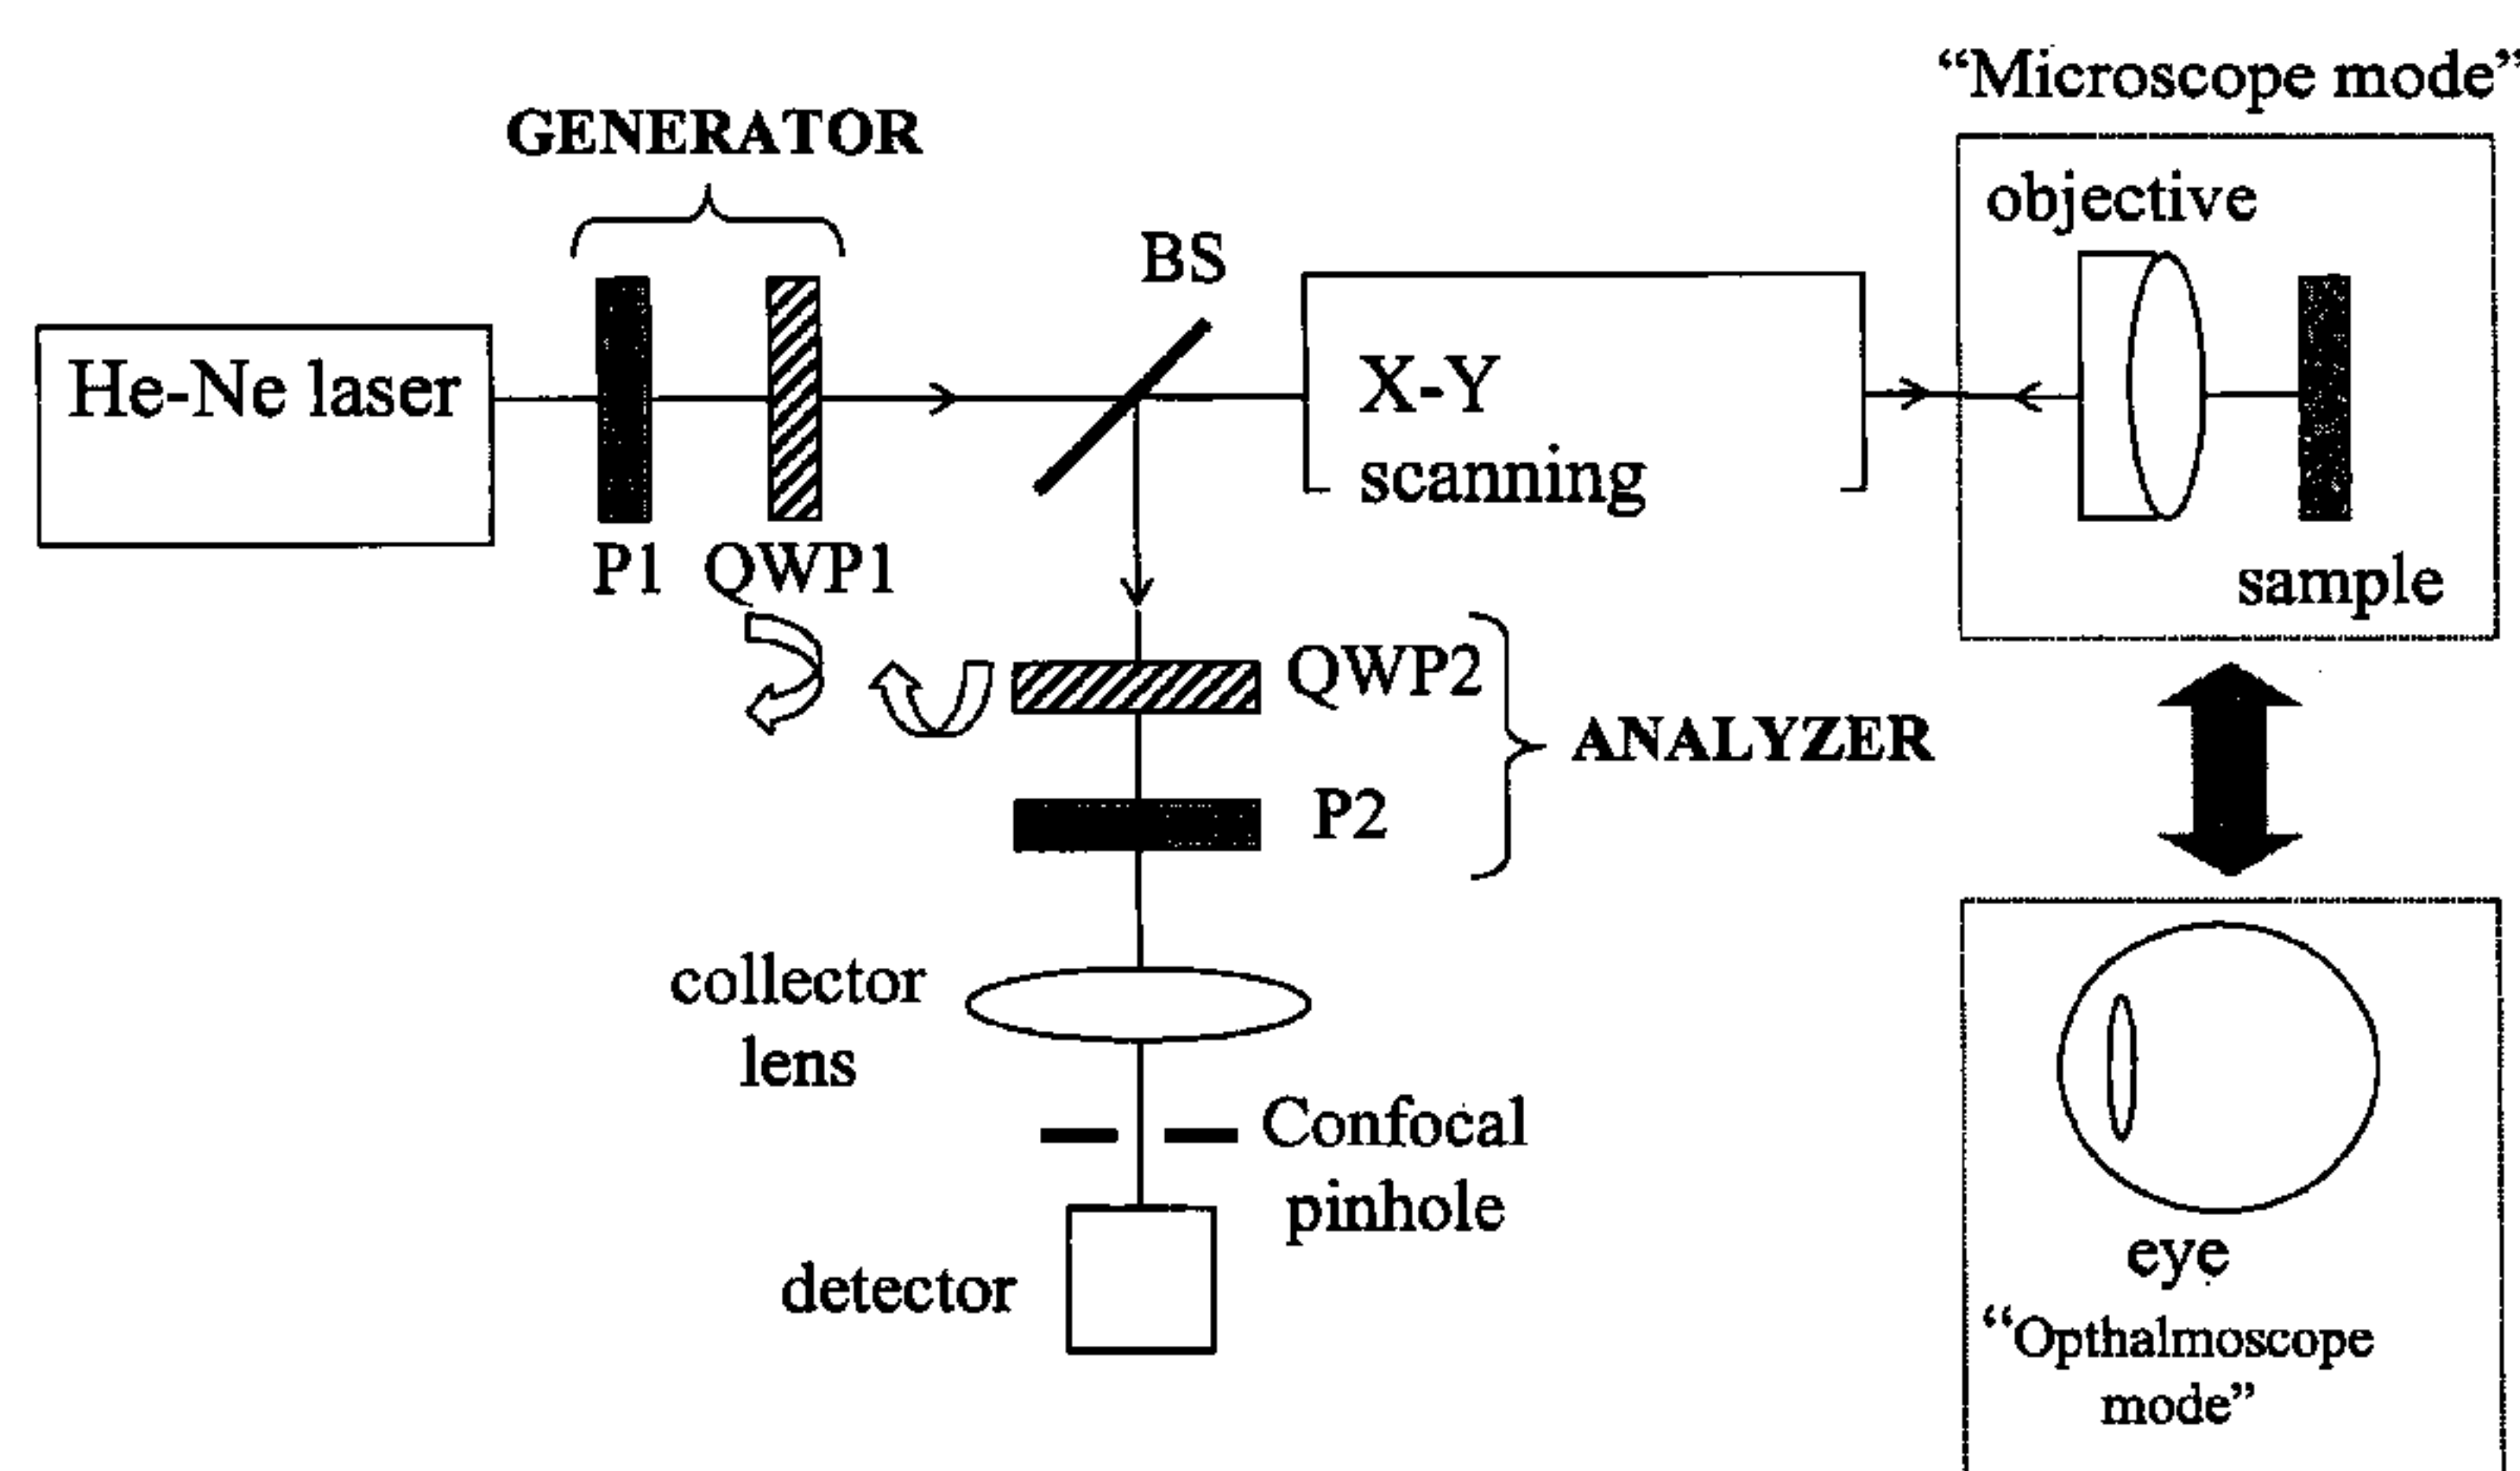 “Microscope mode”
GENERATOR
objective
BS
He-Ne laser
X-Y
scanning
P1 QWP1
sample
QWP2
ANALYZER
P2
collector
lens
Confocal
pinhole
detector
eye
“Opthalmoscope
mode”